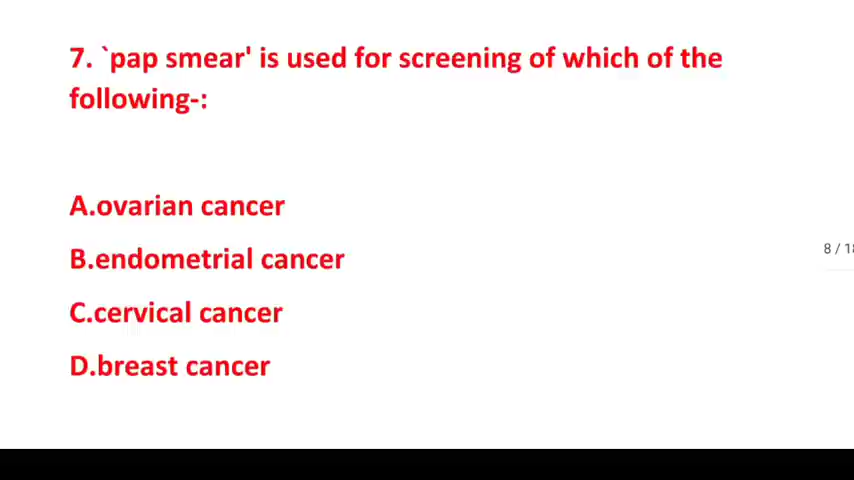 7. `pap smear' is used for screening of which of the
following-:
A.ovarian cancer
B.endometrial cancer
8 / 18
C.cervical cancer
D.breast cancer